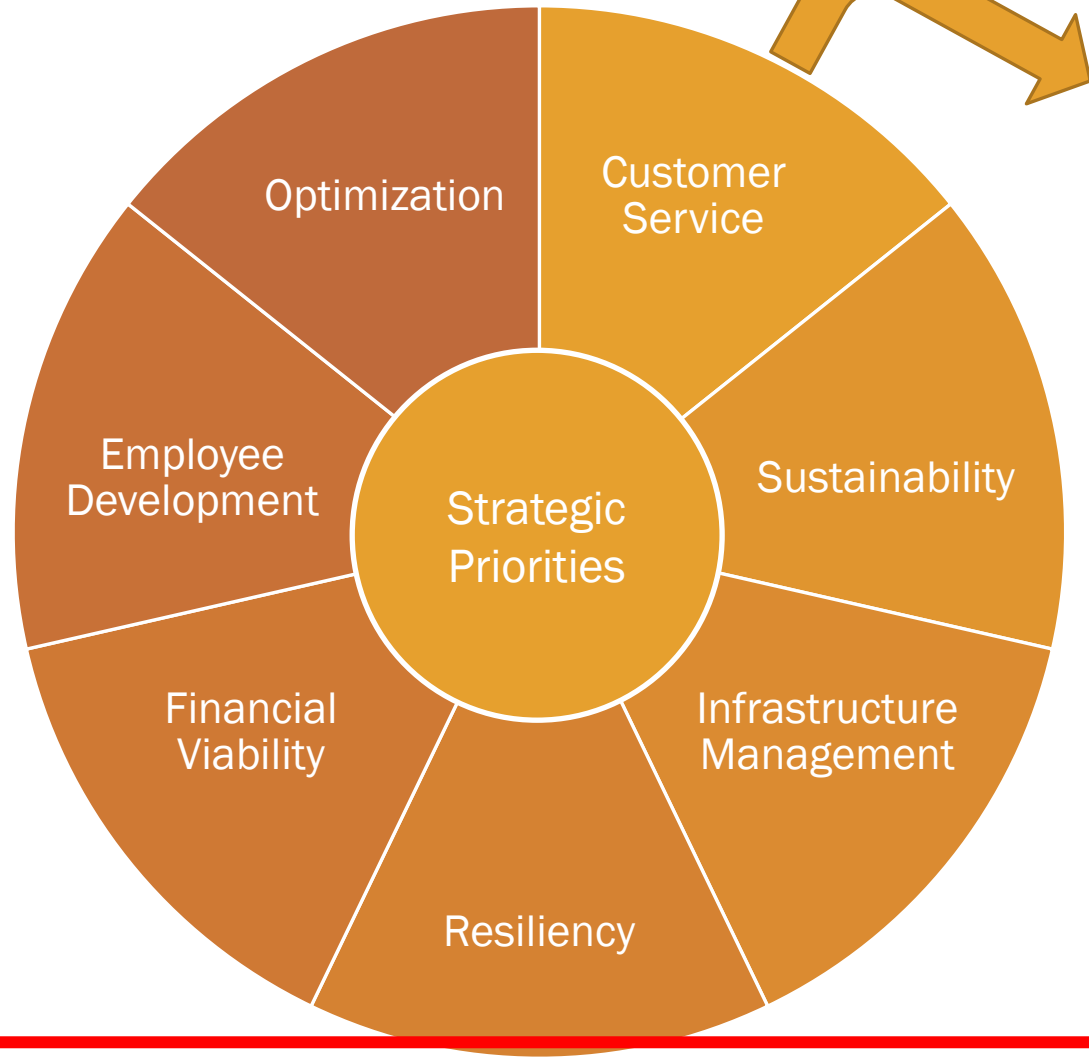 Strategic
Priorities
Customer
Service
Sustainability
Infrastructure
Management
Resiliency
Financial
Viability
Employee
Development
Optimization